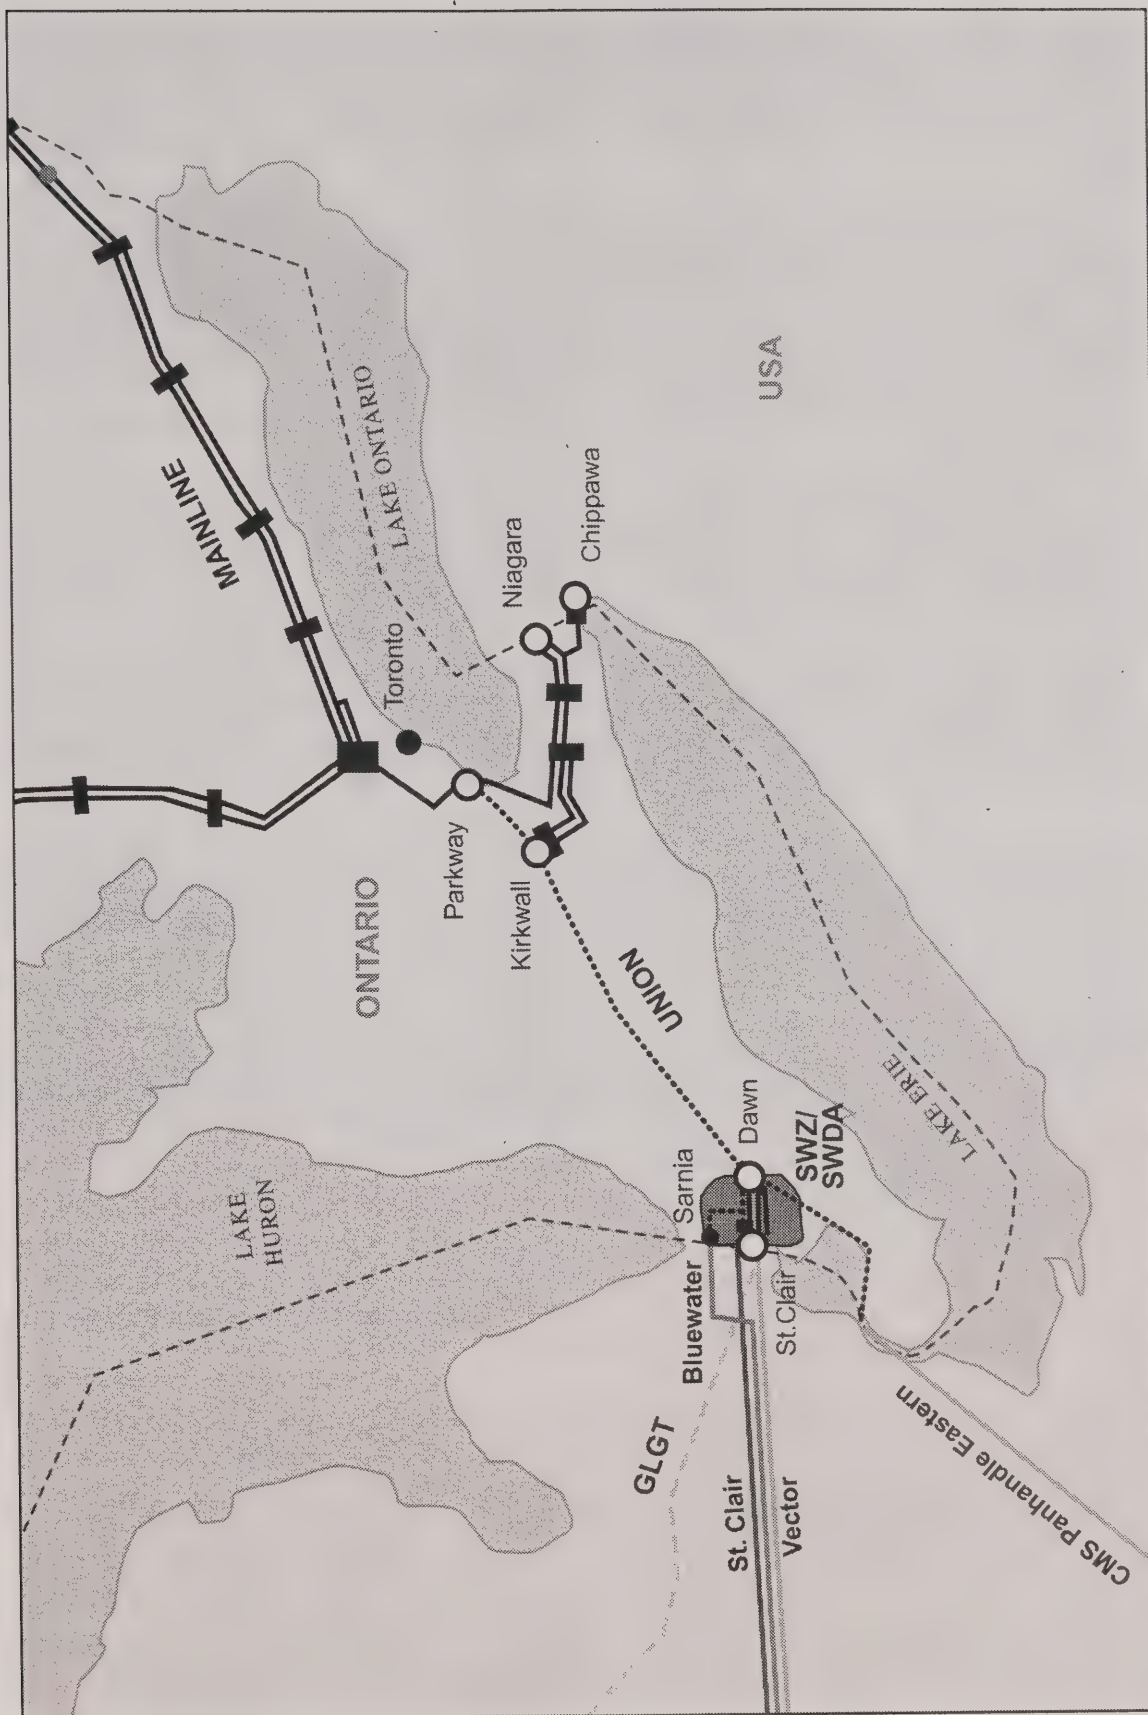 MAINLINE
LAKE ONTARIO
USA
Toronto
Niagara
Chippawa
ONTARIO
Parkway
Kirkwall
UNION
LAKE
HURON
LAKE ERIE
Sarnia
Dawn
SWZ/
SWDA
Bluewater
St.Clair
GLGT
St. Clair
Vector
CMS Panhandle Eastern